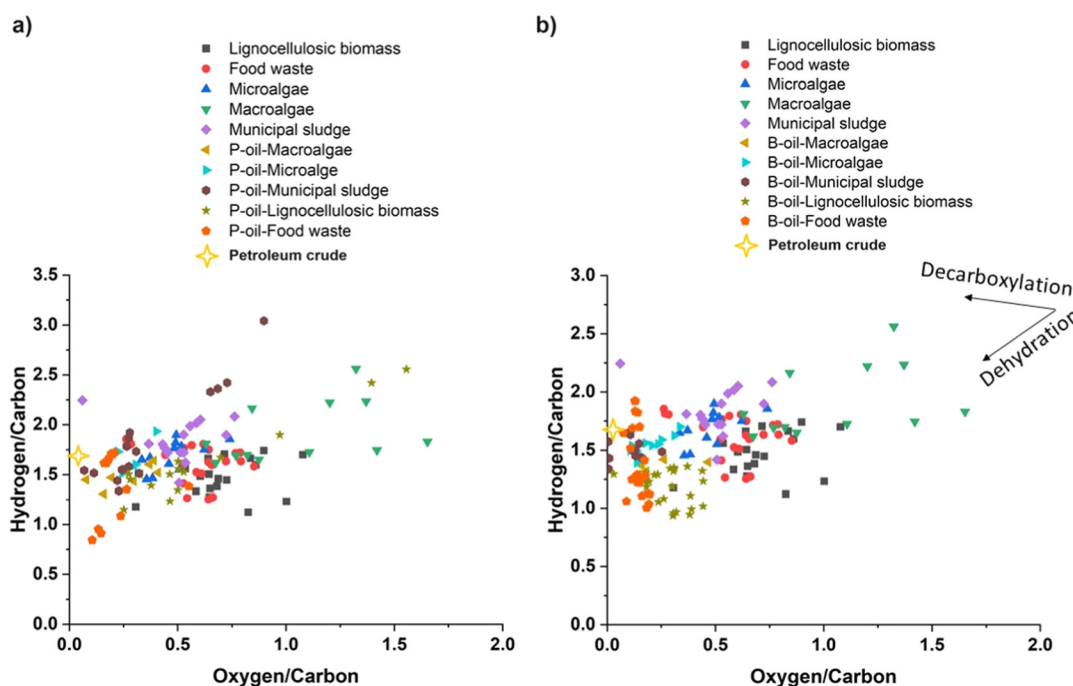 a)
Lignocellulosic biomass
Food waste
Microalgae
Macroalgae
Municipal sludge
P-oil-Macroalgae
P-oil-Microalge
P-oil-Municipal sludge
P-oil-Lignocellulosic biomass
P-oil-Food waste
Petroleum crude
3.5
3.0
2.5
2.0
1.5
1.0
0.5
0.0
Hydrogen/Carbon
0.0 0.5 1.0 1.5 2.0
Oxygen/Carbon
b)
Lignocellulosic biomass
Food waste
Microalgae
Macroalgae
Municipal sludge
B-oil-Macroalgae
B-oil-Microalgae
B-oil-Municipal sludge
B-oil-Lignocellulosic biomass
B-oil-Food waste
Petroleum crude
3.0
2.5
2.0
1.5
1.0
0.5
0.0
Hydrogen/Carbon
Decarboxylation
Dehydration
0.0 0.5 1.0 1.5 2.0
Oxygen/Carbon